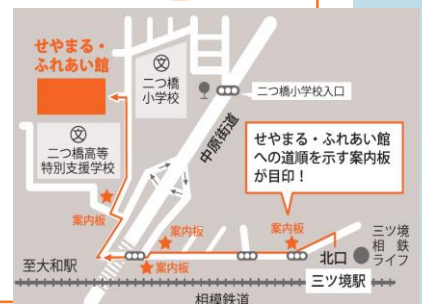 せやまる・
ふれあい館
文
二つ橋
小学校
二つ橋小学校入口
中原街道
文
二つ橋高等
特別支援学校
せやまる・ふれあい館
への道順を示す案内板
が目印！
案内板
案内板
案内板
案内板
北口
三ツ境
相鉄
ライフ
至大和駅
三ツ境駅
相模鉄道